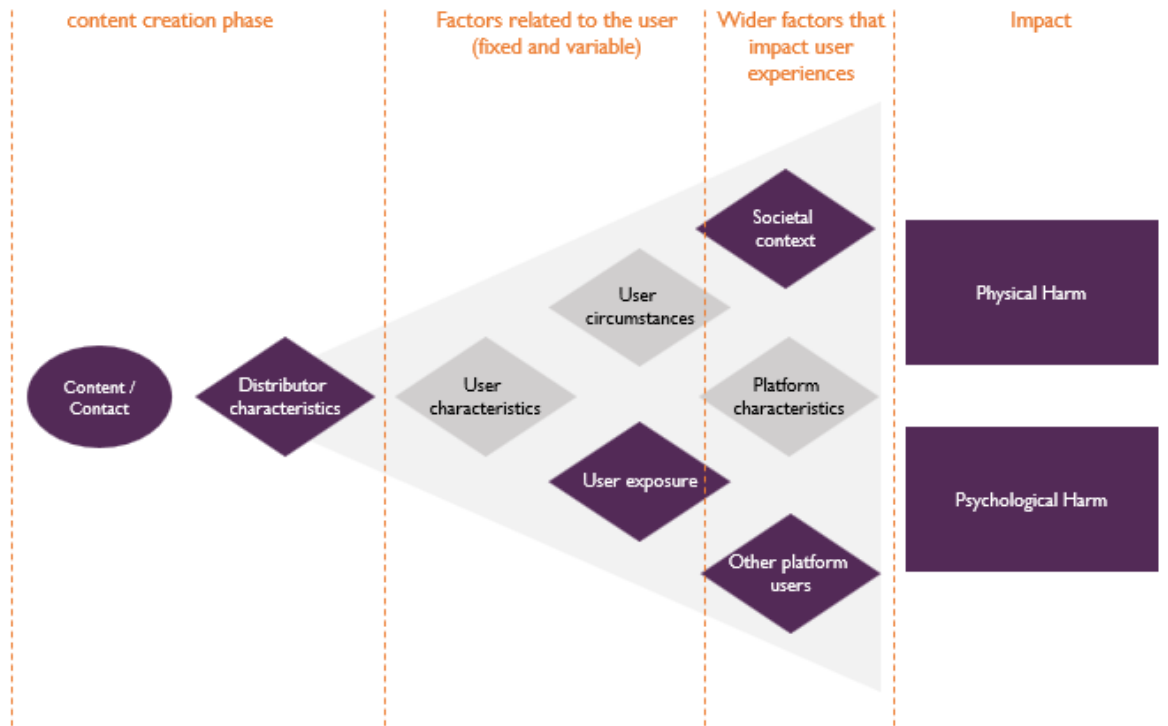 content creation phase
Factors related to the user
(fixed and variable)
Wider factors that
impact user
experiences
Impact
Content /
Contact
Distributor
characteristics
User
characteristics
User
circumstances
User exposure
Societal
context
Platform
characteristics
Other platform
users
Physical Harm
Psychological Harm